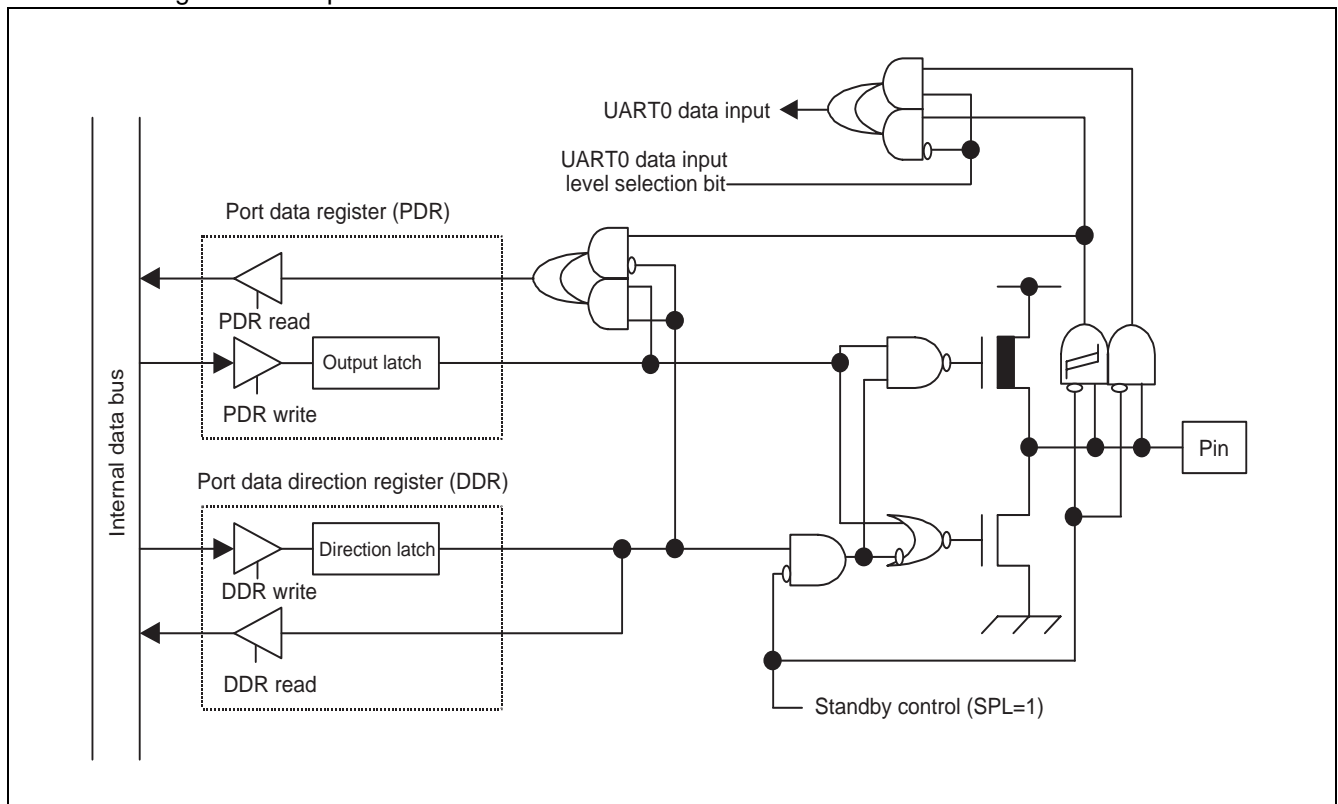 UART0 data input
UART0 data input
level selection bit
Port data register (PDR)
PDR read
Output latch
PDR write
Internal data bus
Pin
Port data direction register (DDR)
Direction latch
DDR write
DDR read
Standby control (SPL=1)